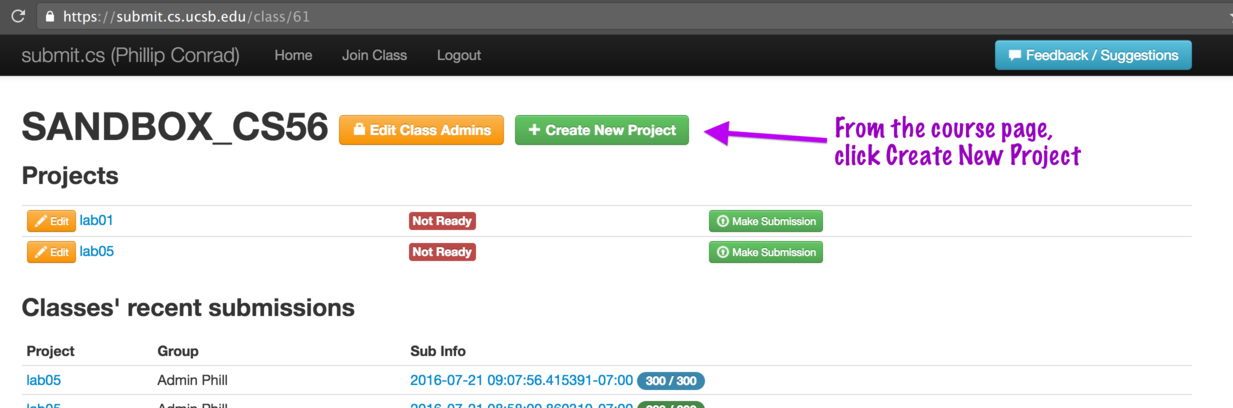 https://submit.cs.ucsb.edu/class/61
submit.cs (Phillip Conrad) Home Join Class Logout Feedback / Suggestions
SANDBOX_CS56 Edit Class Admins + Create New Project
From the course page,
click Create New Project
Projects
Edit lab01 Not Ready Make Submission
Edit lab05 Not Ready Make Submission
Classes' recent submissions
Project Group Sub Info
lab05 Admin Phill 2016-07-21 09:07:56.415391-07:00 300 / 300
lab05 Admin Phill